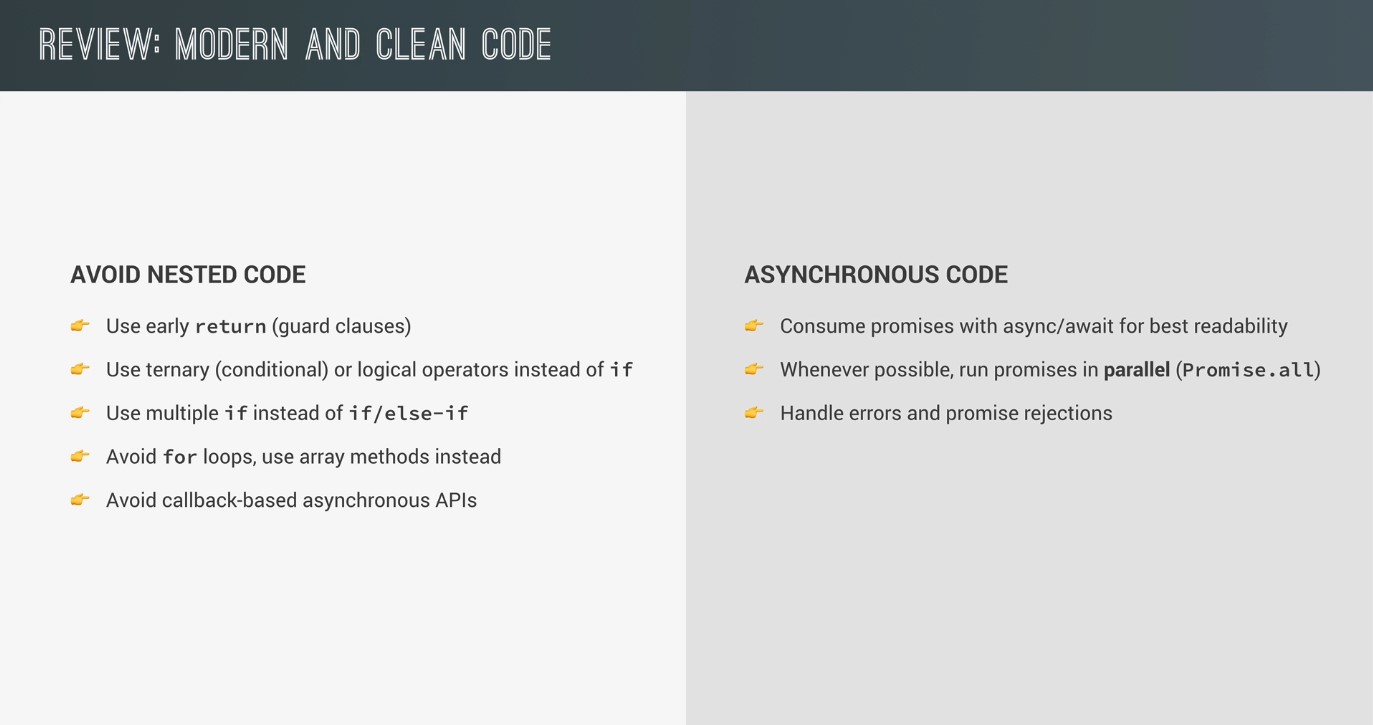 REVIEW: MODERN AND CLEAN CODE
AVOID NESTED CODE
👉 Use early return (guard clauses)
👉 Use ternary (conditional) or logical operators instead of if
👉 Use multiple if instead of if/else-if
👉 Avoid for loops, use array methods instead
👉 Avoid callback-based asynchronous APIs
ASYNCHRONOUS CODE
👉 Consume promises with async/await for best readability
👉 Whenever possible, run promises in parallel (Promise.all)
👉 Handle errors and promise rejections